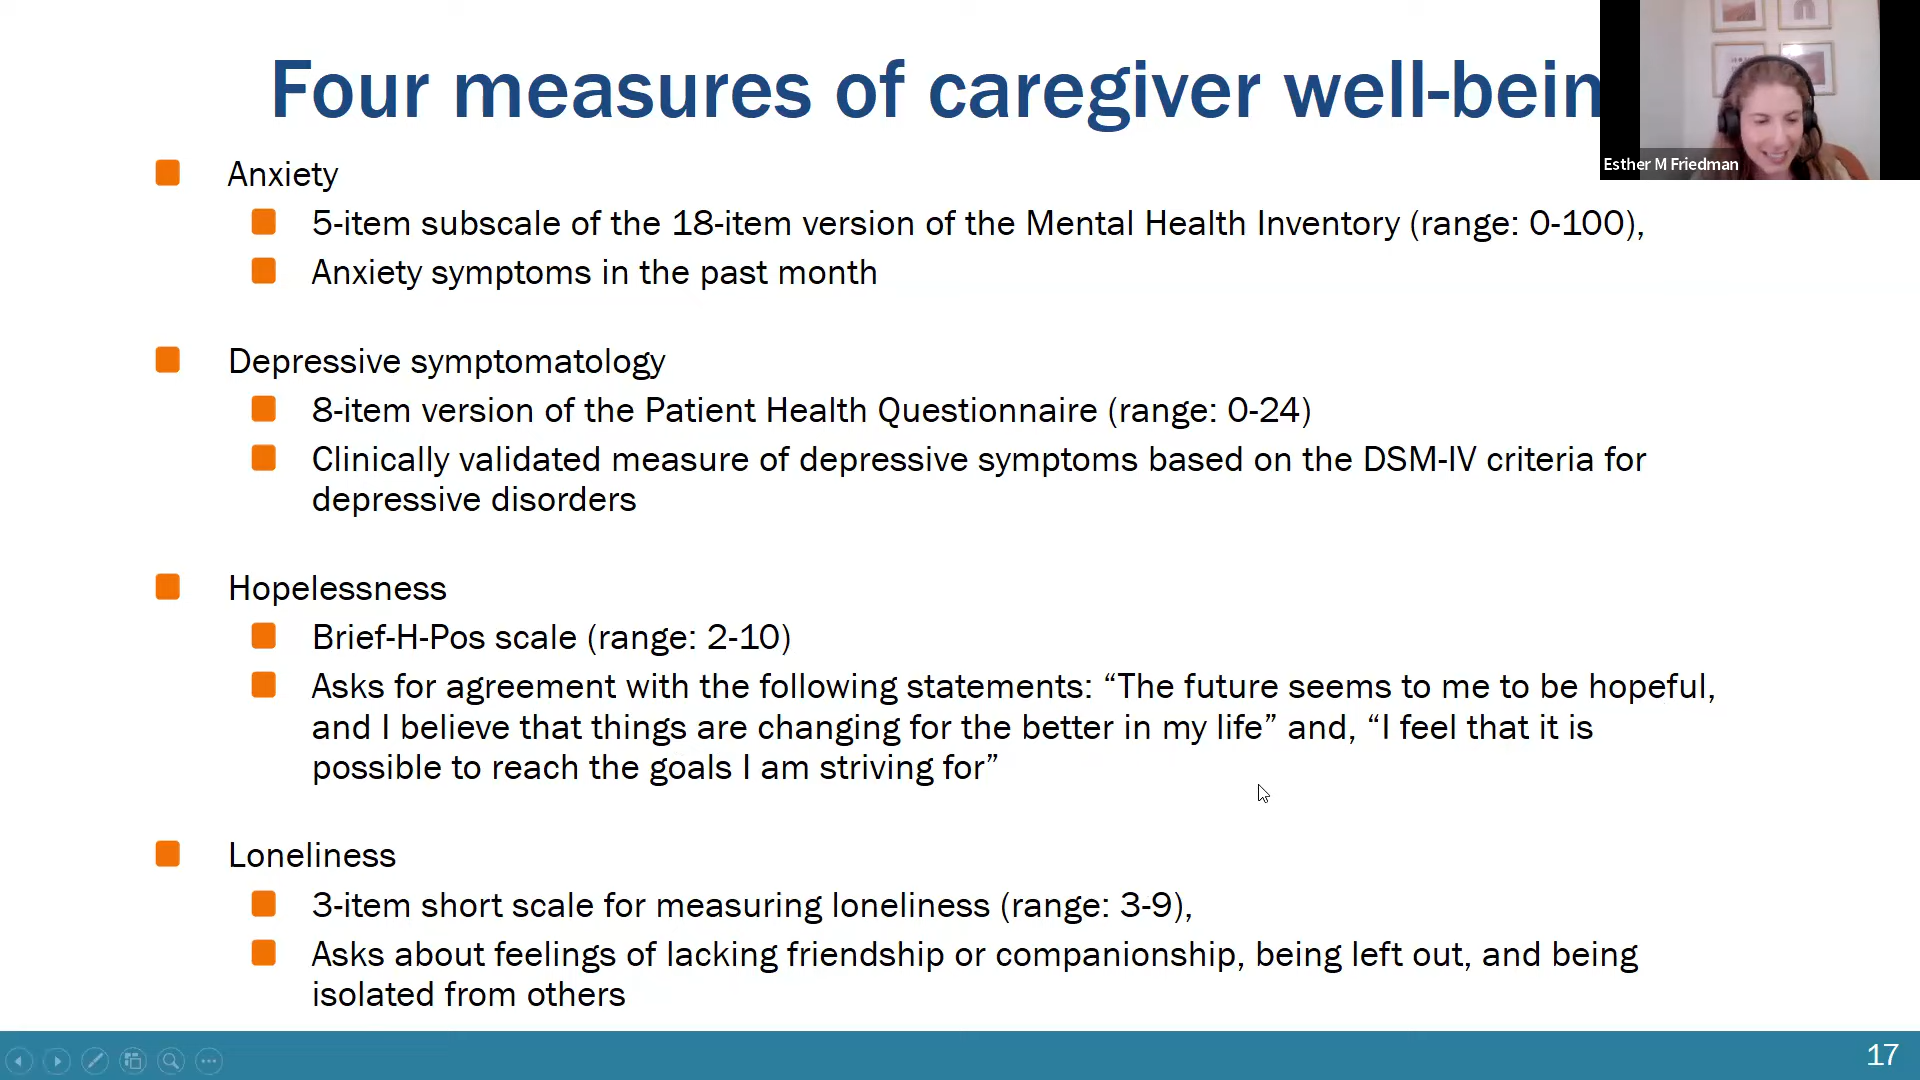 Four measures of caregiver well-bein
Esther M Friedman
Anxiety
5-item subscale of the 18-item version of the Mental Health Inventory (range: 0-100),
Anxiety symptoms in the past month
Depressive symptomatology
8-item version of the Patient Health Questionnaire (range: 0-24)
Clinically validated measure of depressive symptoms based on the DSM-IV criteria for
depressive disorders
Hopelessness
Brief-H-Pos scale (range: 2-10)
Asks for agreement with the following statements: “The future seems to me to be hopeful,
and I believe that things are changing for the better in my life” and, “I feel that it is
possible to reach the goals I am striving for”
Loneliness
3-item short scale for measuring loneliness (range: 3-9),
Asks about feelings of lacking friendship or companionship, being left out, and being
isolated from others
17